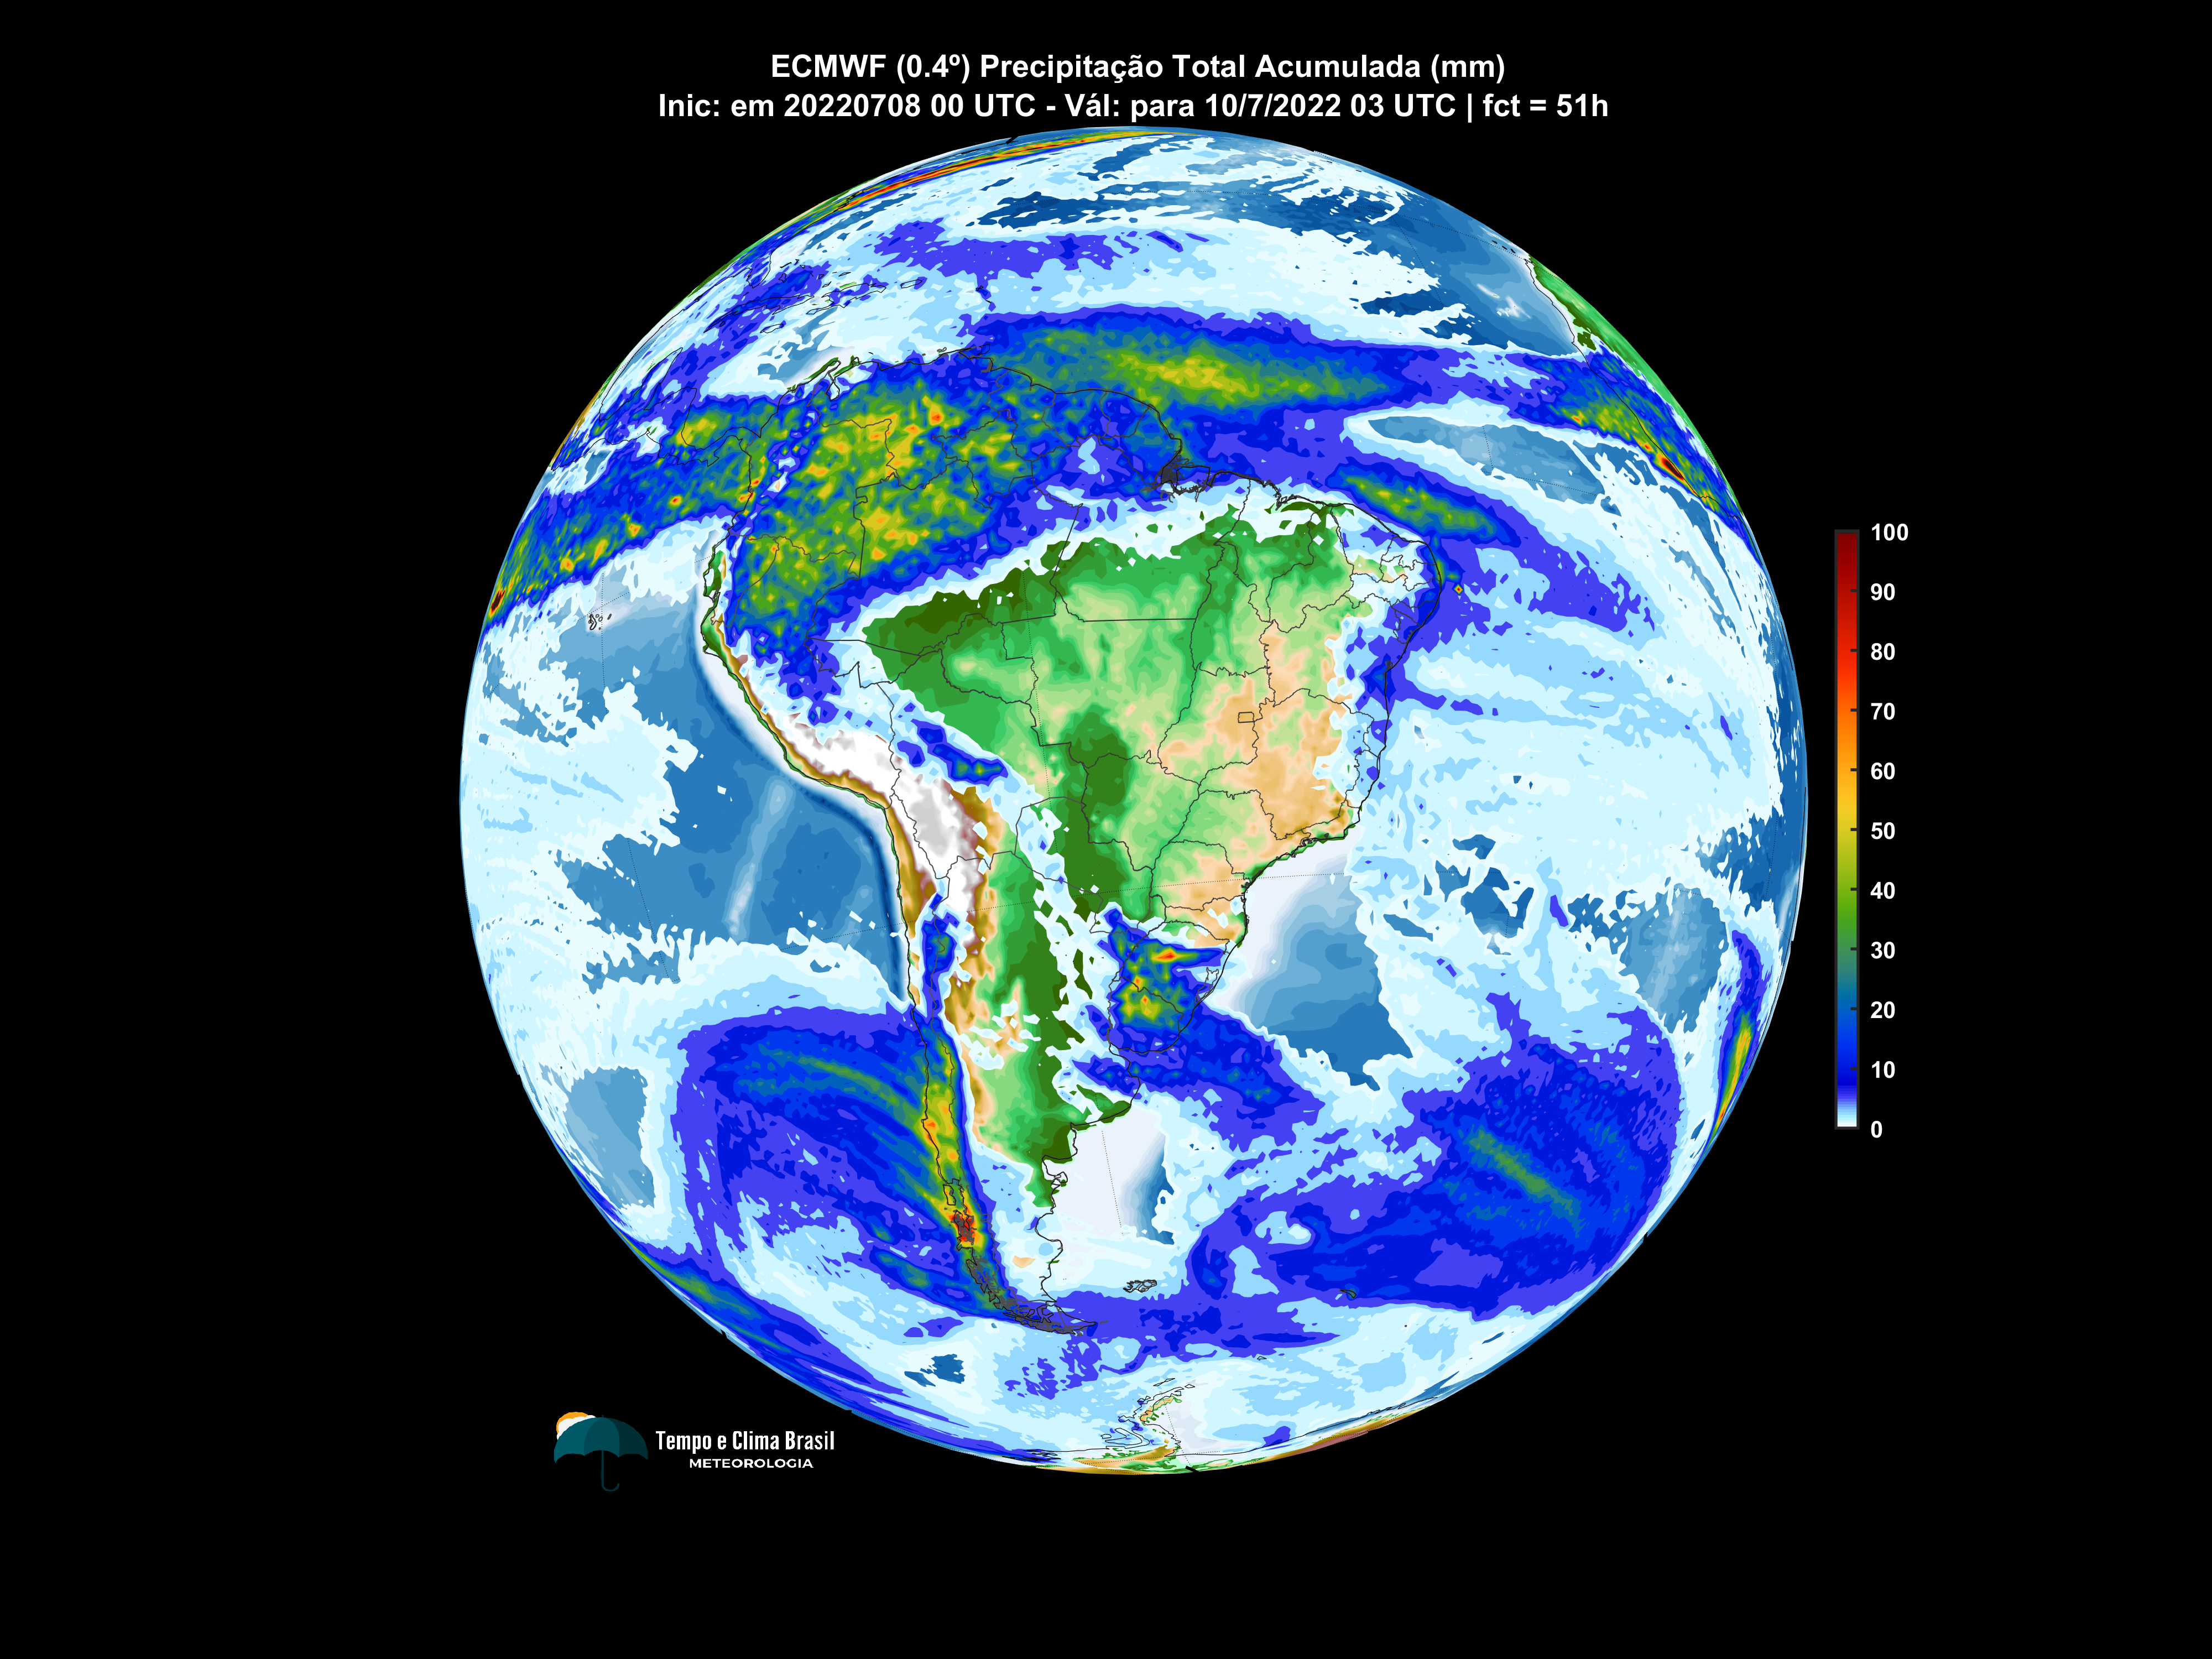 ECMWF (0.4º) Precipitação Total Acumulada (mm)
Inic: em 20220708 00 UTC - Vál: para 10/7/2022 03 UTC | fct = 51h
100
90
80
70
60
50
40
30
20
10
0
Tempo e Clima Brasil
METEOROLOGIA